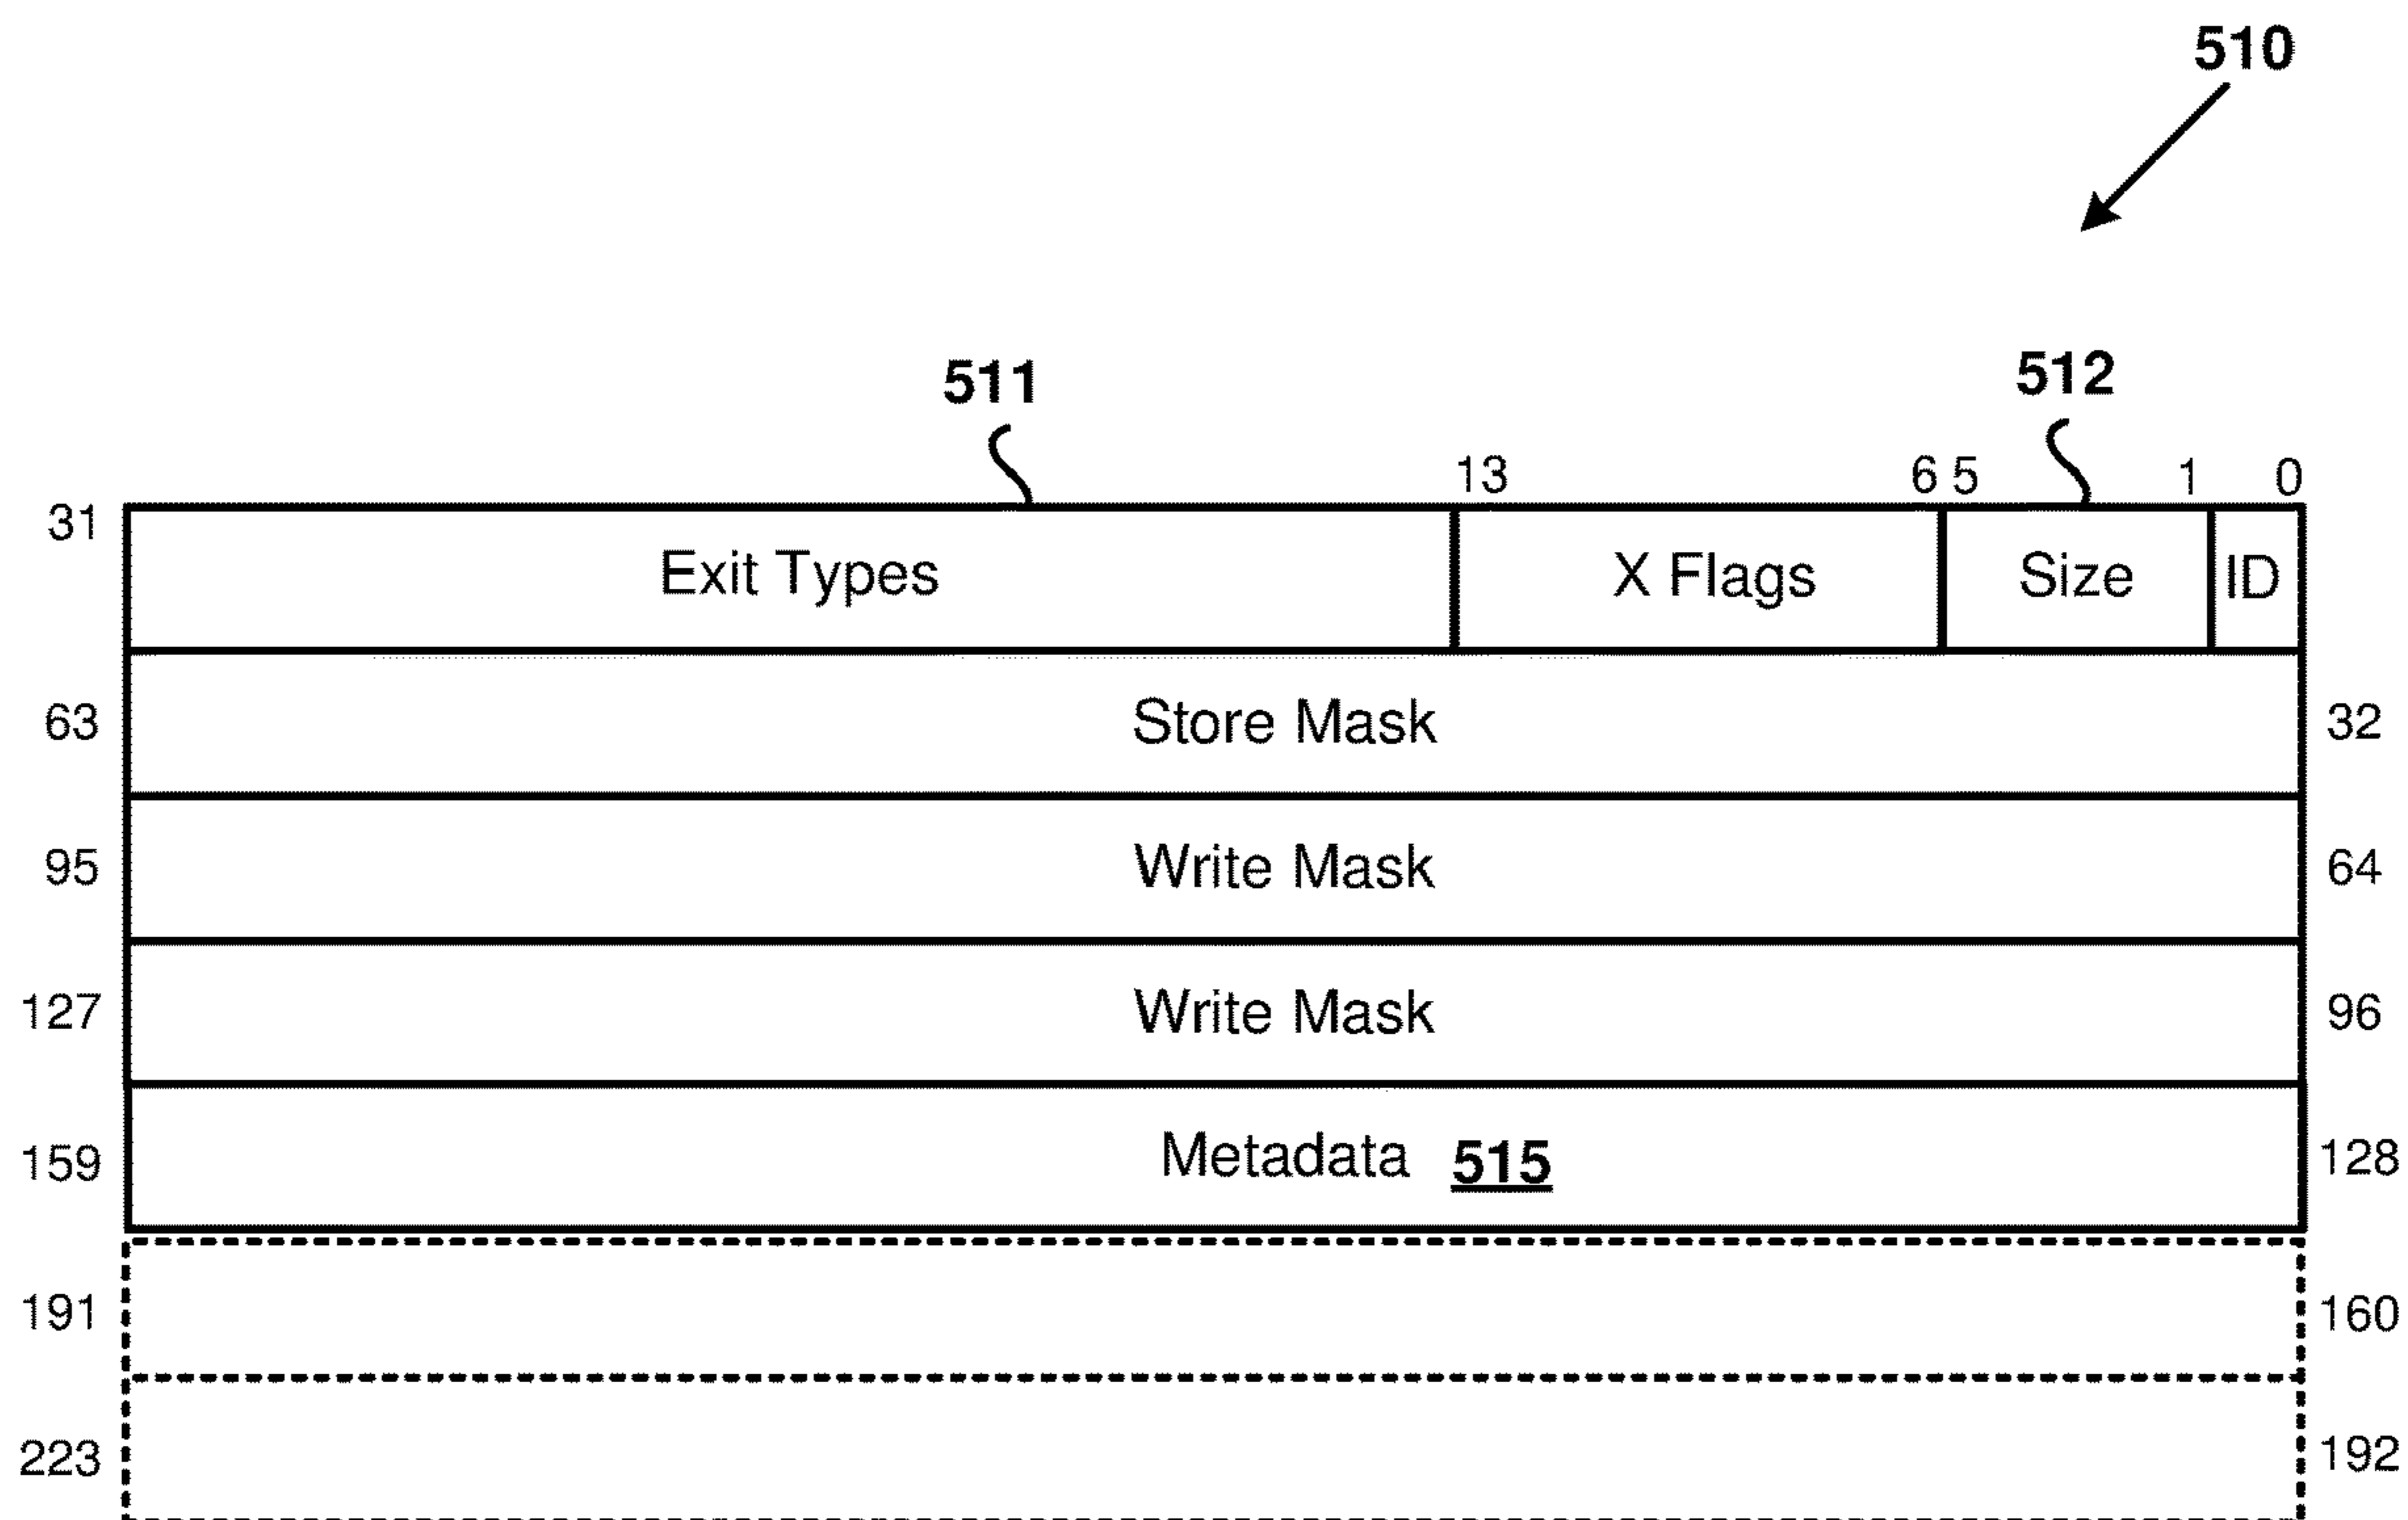 510
511 512
13 6 5 1 0
31 Exit Types X Flags Size ID
63 Store Mask 32
95 Write Mask 64
127 Write Mask 96
159 Metadata 515 128
191 160
223 192